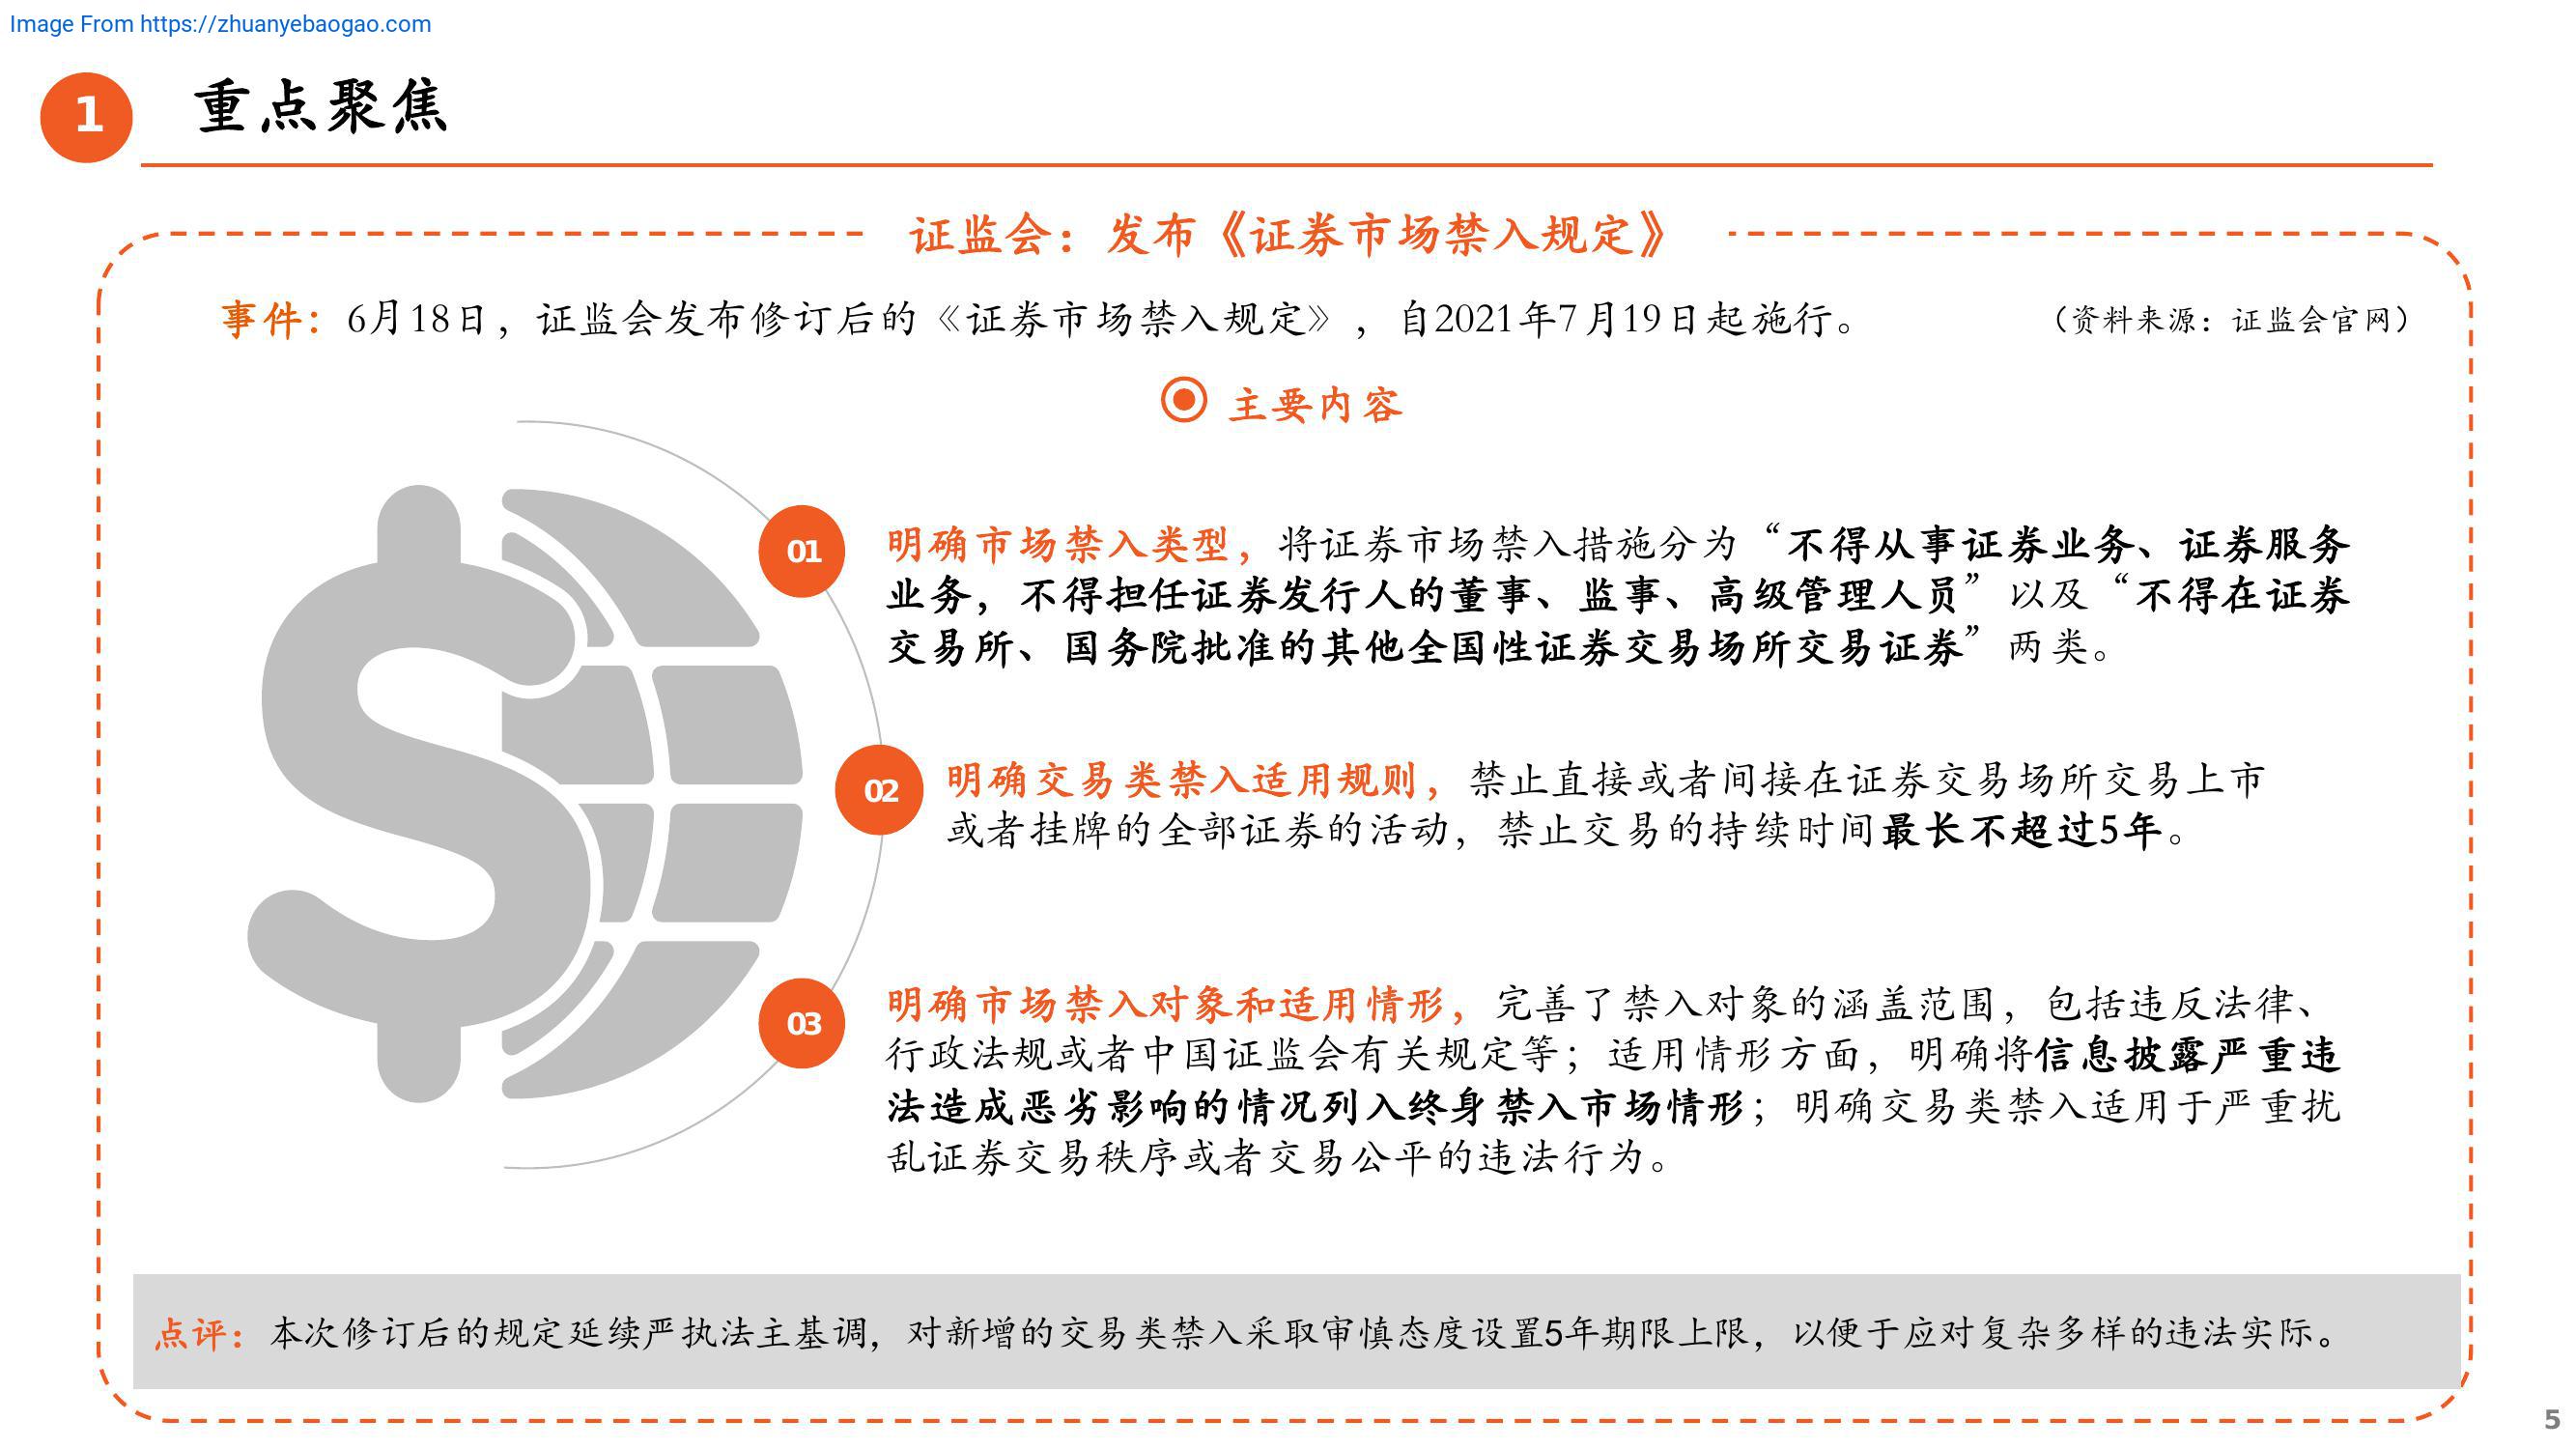 Image From https://zhuanyebaogao.com
1
重点聚焦
证监会：发布《证券市场禁入规定》
事件：6月18日，证监会发布修订后的《证券市场禁入规定》，自2021年7月19日起施行。
（资料来源：证监会官网）
主要内容
01
明确市场禁入类型，将证券市场禁入措施分为“不得从事证券业务、证券服务
业务，不得担任证券发行人的董事、监事、高级管理人员”以及“不得在证券
交易所、国务院批准的其他全国性证券交易场所交易证券”两类。
02
明确交易类禁入适用规则，禁止直接或者间接在证券交易场所交易上市
或者挂牌的全部证券的活动，禁止交易的持续时间最长不超过5年。
03
明确市场禁入对象和适用情形，完善了禁入对象的涵盖范围，包括违反法律、
行政法规或者中国证监会有关规定等；适用情形方面，明确将信息披露严重违
法造成恶劣影响的情况列入终身禁入市场情形；明确交易类禁入适用于严重扰
乱证券交易秩序或者交易公平的违法行为。
点评：本次修订后的规定延续严执法主基调，对新增的交易类禁入采取审慎态度设置5年期限上限，以便于应对复杂多样的违法实际。
5